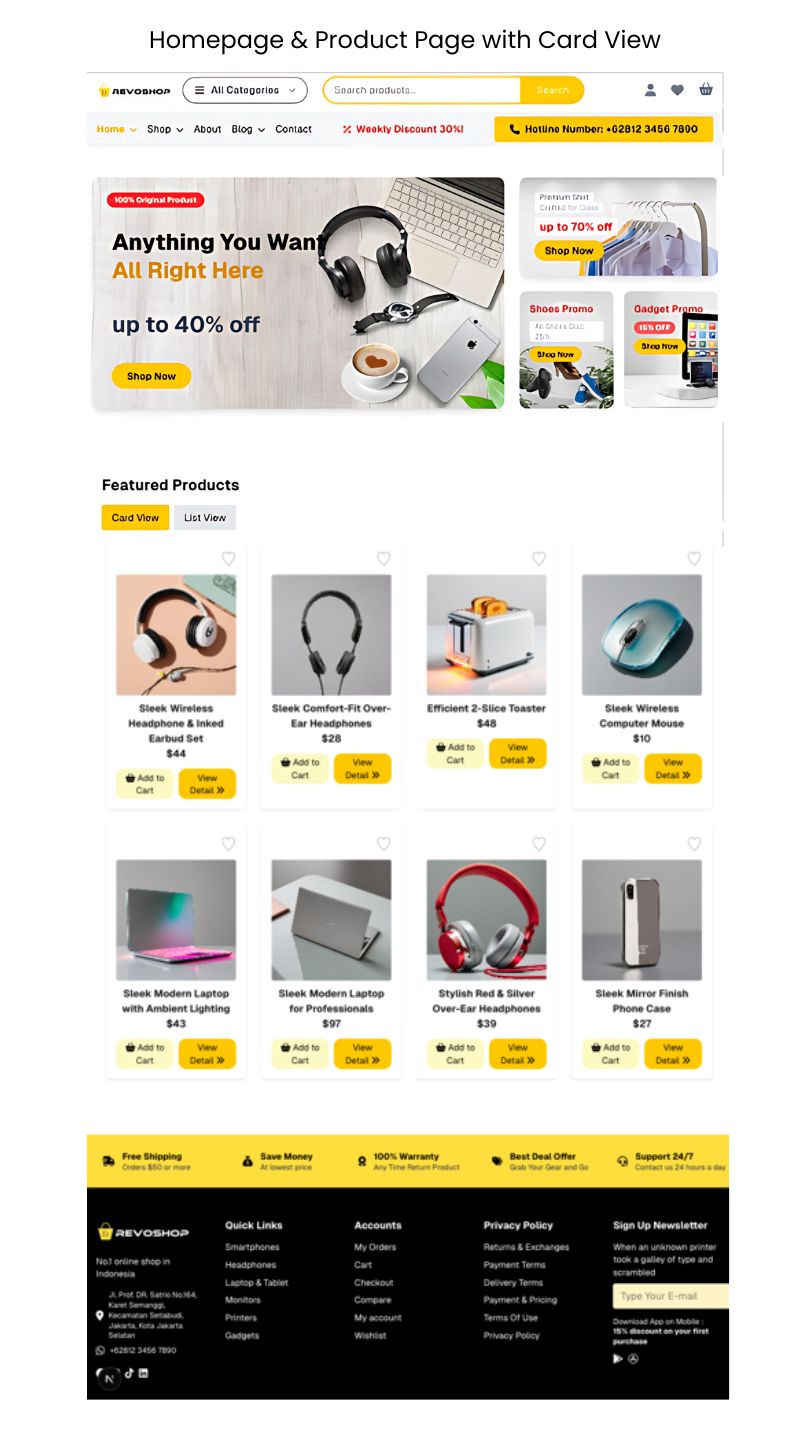 Homepage & Product Page with Card View
REVOSHOP
All Categories
Search products...
Search
Home
Shop
About
Blog
Contact
Weekly Discount 30%!
Hotline Number: +62812 3456 7890
100% Original Product
Anything You Want
All Right Here
up to 40% off
Shop Now
Premium Shirt
Crafted for Class
up to 70% off
Shop Now
Shoes Promo
Shop Now
Gadget Promo
15% OFF
Shop Now
Featured Products
Card View
List View
Sleek Wireless
Headphone & Inked
Earbud Set
$44
Add to
Cart
View
Detail
Sleek Comfort-Fit Over-
Ear Headphones
$28
Add to
Cart
View
Detail
Efficient 2-Slice Toaster
$48
Add to
Cart
View
Detail
Sleek Wireless
Computer Mouse
$10
Add to
Cart
View
Detail
Sleek Modern Laptop
with Ambient Lighting
$43
Add to
Cart
View
Detail
Sleek Modern Laptop
for Professionals
$97
Add to
Cart
View
Detail
Stylish Red & Silver
Over-Ear Headphones
$39
Add to
Cart
View
Detail
Sleek Mirror Finish
Phone Case
$27
Add to
Cart
View
Detail
Free Shipping
Orders $50 or more
Save Money
At lowest price
100% Warranty
Any Time Return Product
Best Deal Offer
Grab Your Gear and Go
Support 24/7
Contact us 24 hours a day
REVOSHOP
No.1 online shop in
Indonesia
Jl. Prof. DR. Satrio No.164,
Karet Semanggi,
Kecamatan Setiabudi,
Jakarta, Kota Jakarta
Selatan
+62812 3456 7890
N
Quick Links
Smartphones
Headphones
Laptop & Tablet
Monitors
Printers
Gadgets
Accounts
My Orders
Cart
Checkout
Compare
My account
Wishlist
Privacy Policy
Returns & Exchanges
Payment Terms
Delivery Terms
Payment & Pricing
Terms Of Use
Privacy Policy
Sign Up Newsletter
When an unknown printer
took a galley of type and
scrambled
Type Your E-mail
Download App on Mobile :
15% discount on your first
purchase